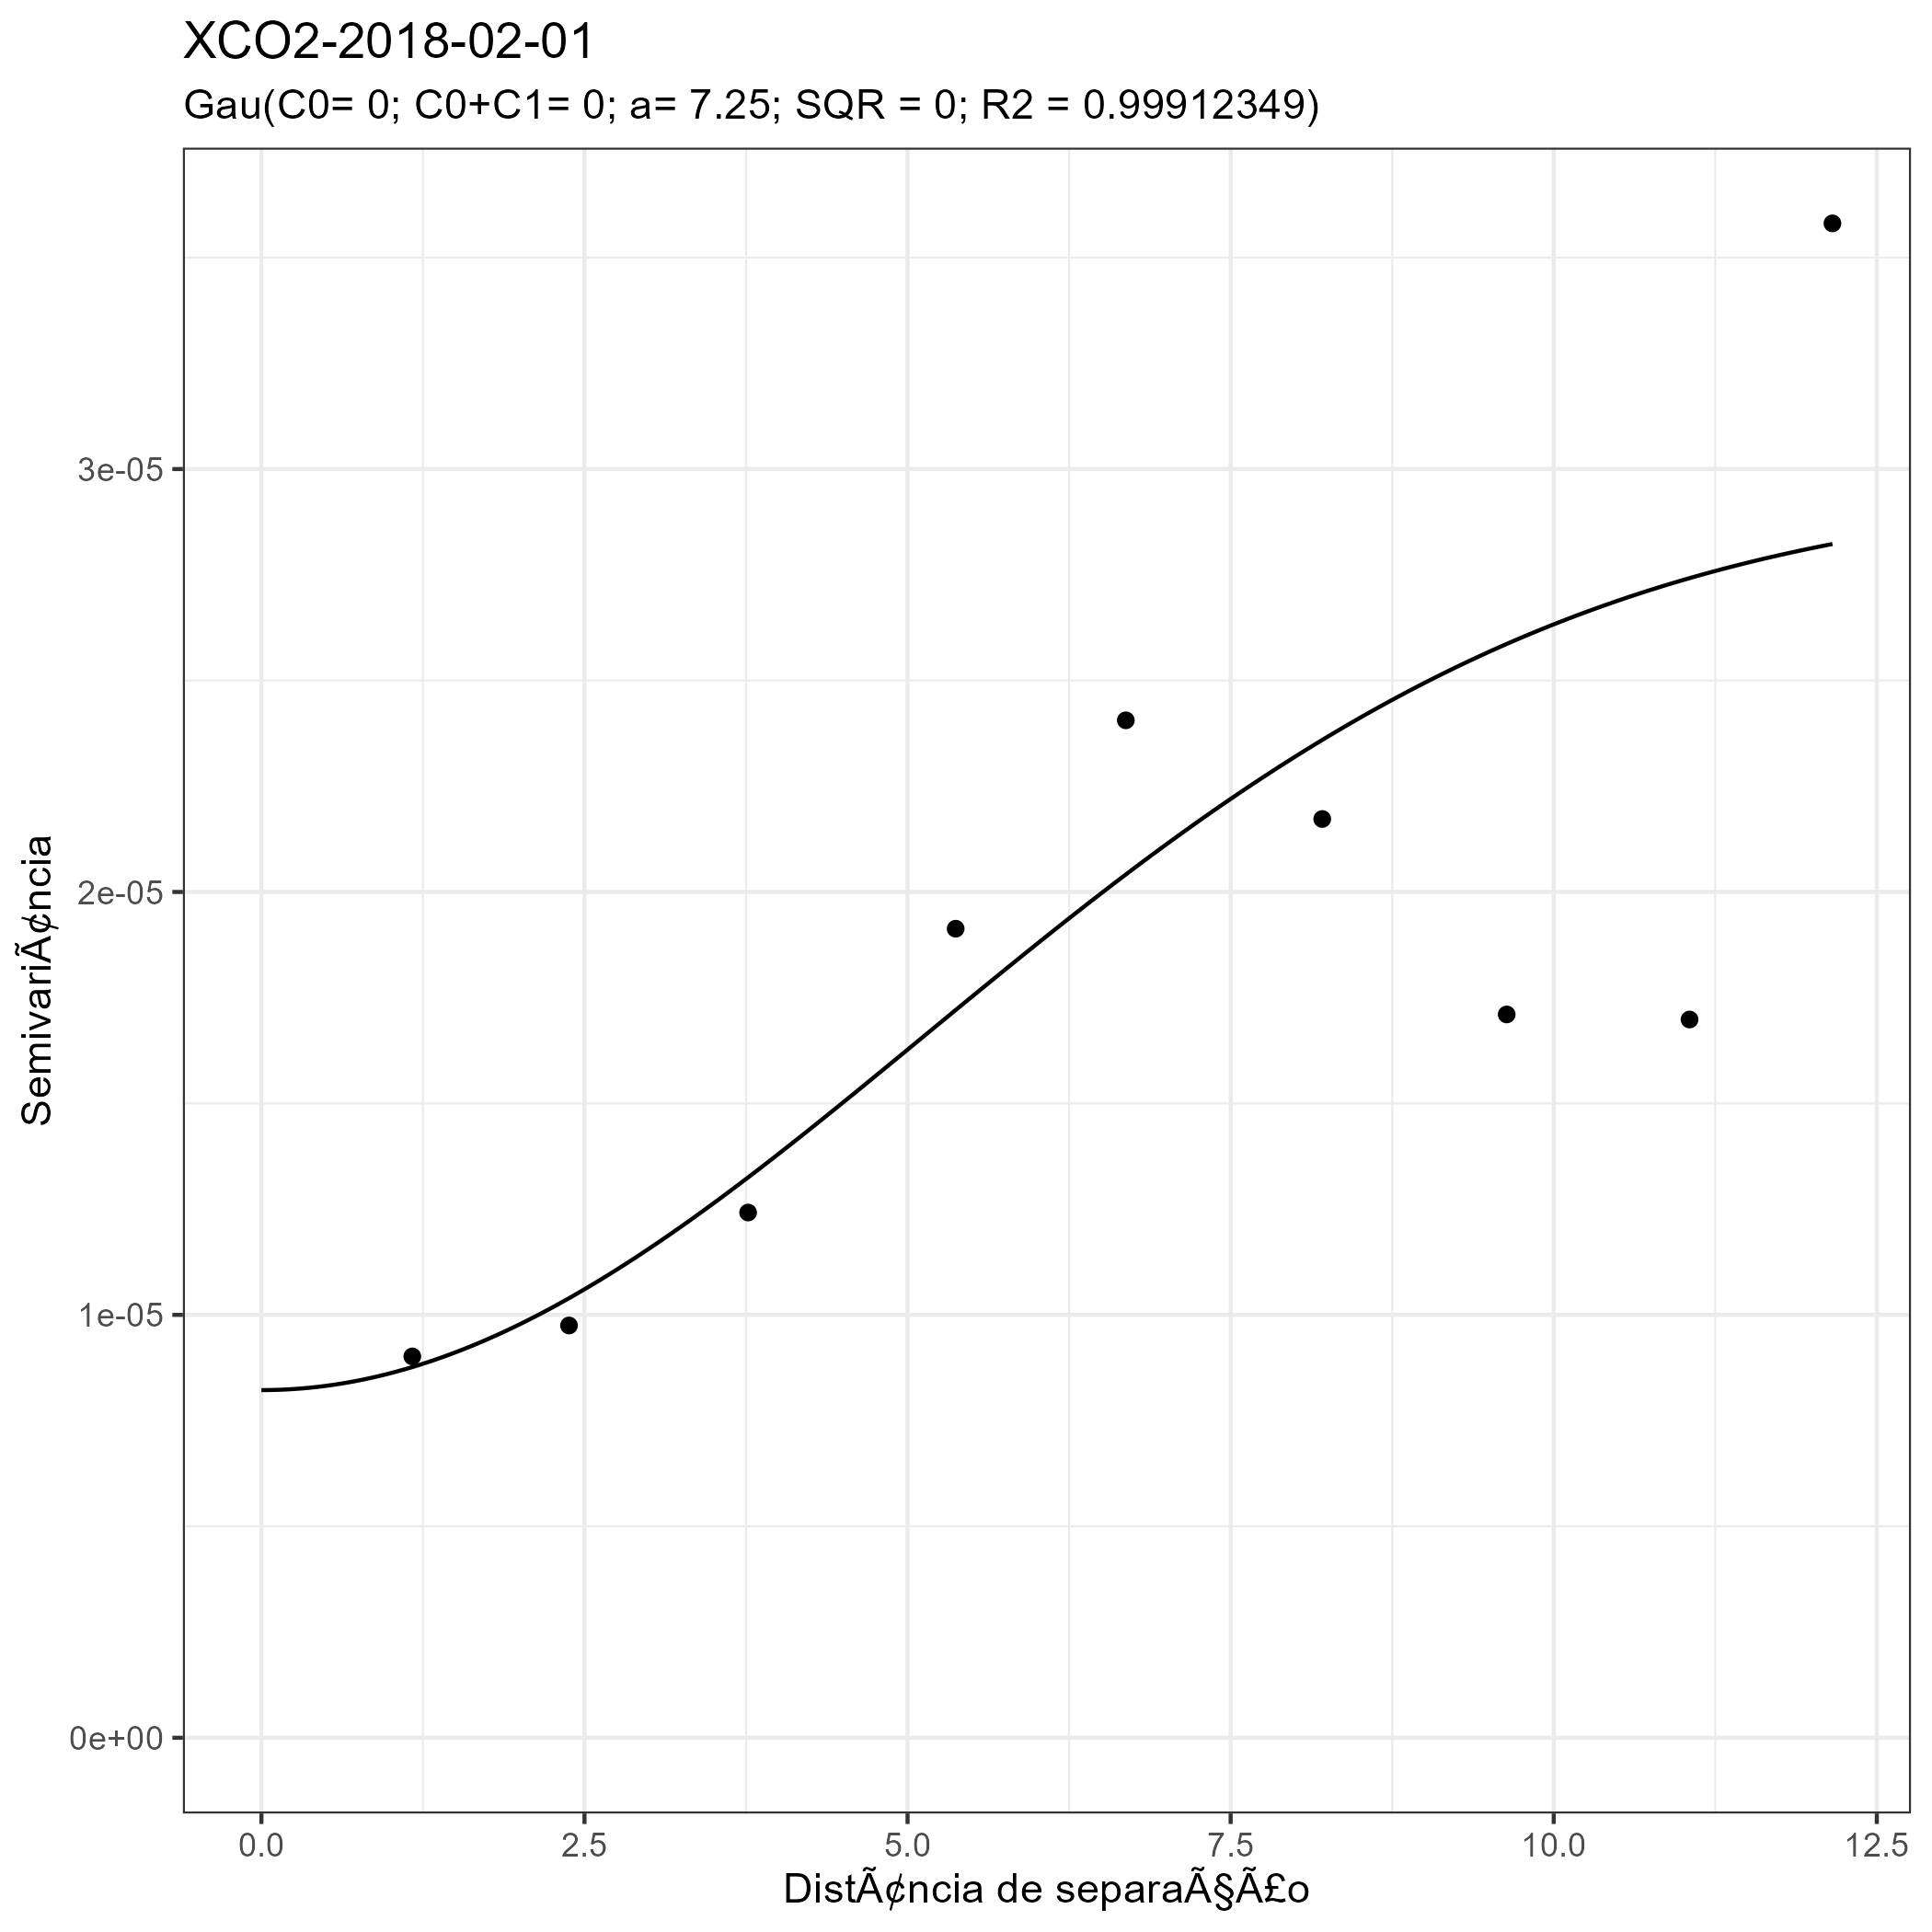 XCO2-2018-02-01
Gau(C0= 0; C0+C1= 0; a= 7.25; SQR = 0; R2 = 0.99912349)
SemivariÃ¢ncia
3e-05
2e-05
1e-05
0e+00
0.0 2.5 5.0 7.5 10.0 12.5
DistÃ¢ncia de separaÃ§Ã£o